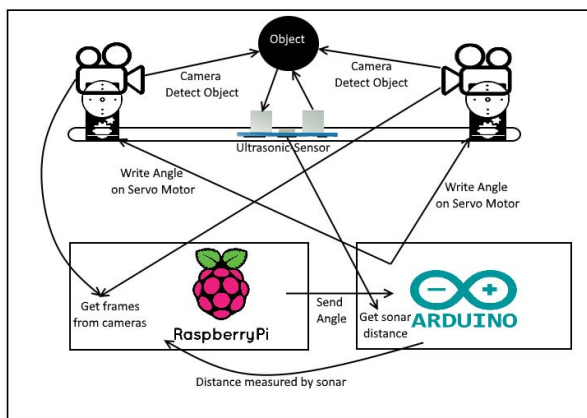 Object
Camera
Detect Object
Camera
Detect Object
Ultrasonic Sensor
Write Angle
on Servo Motor
Write Angle
on Servo Motor
Get frames
from cameras
RaspberryPi
Send
Angle
Get sonar
distance
ARDUINO
Distance measured by sonar